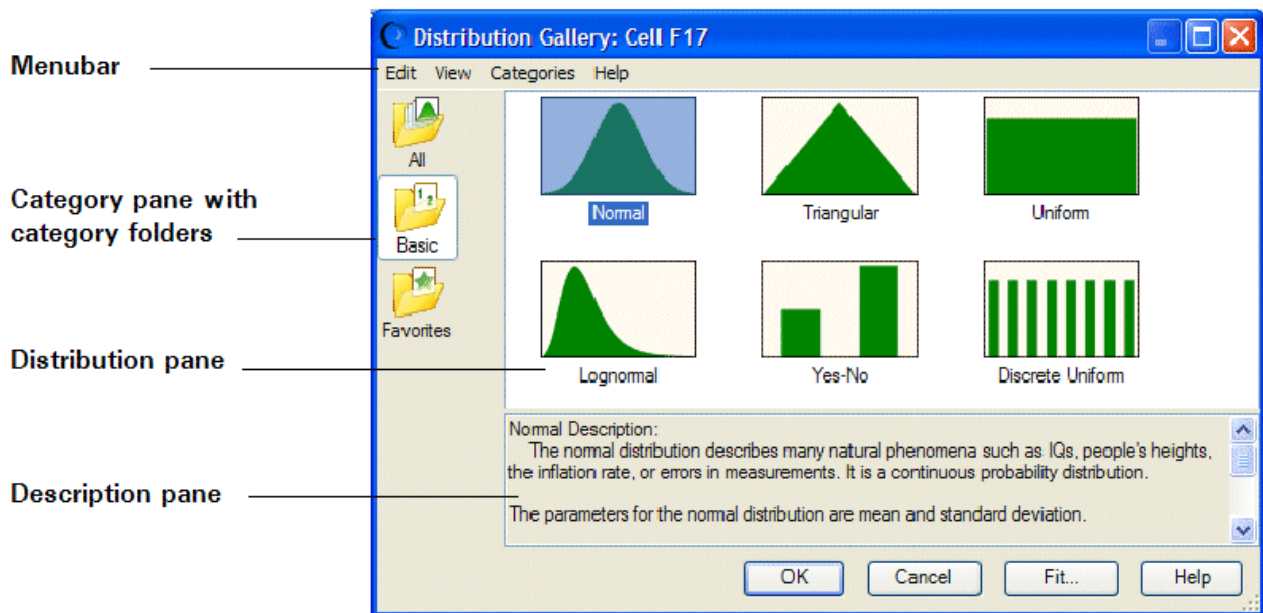 Distribution Gallery: Cell F17
Menubar
Edit View Categories Help
All
Normal Triangular Uniform
Category pane with
category folders
Basic
Favorites
Distribution pane
Lognormal Yes-No Discrete Uniform
Normal Description:
The normal distribution describes many natural phenomena such as IQs, people's heights,
the inflation rate, or errors in measurements. It is a continuous probability distribution.
Description pane
The parameters for the normal distribution are mean and standard deviation.
OK Cancel Fit... Help